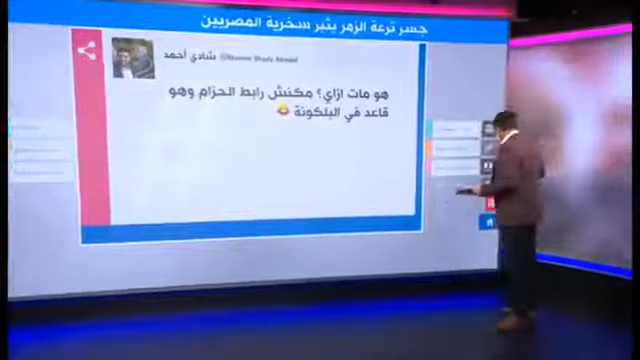 جسر ترعة الزمر يثير سخرية المصريين
شادي أحمد
هو مات ازاي؟ مكنش رابط الحزام وهو
قاعد في البلكونة 😂